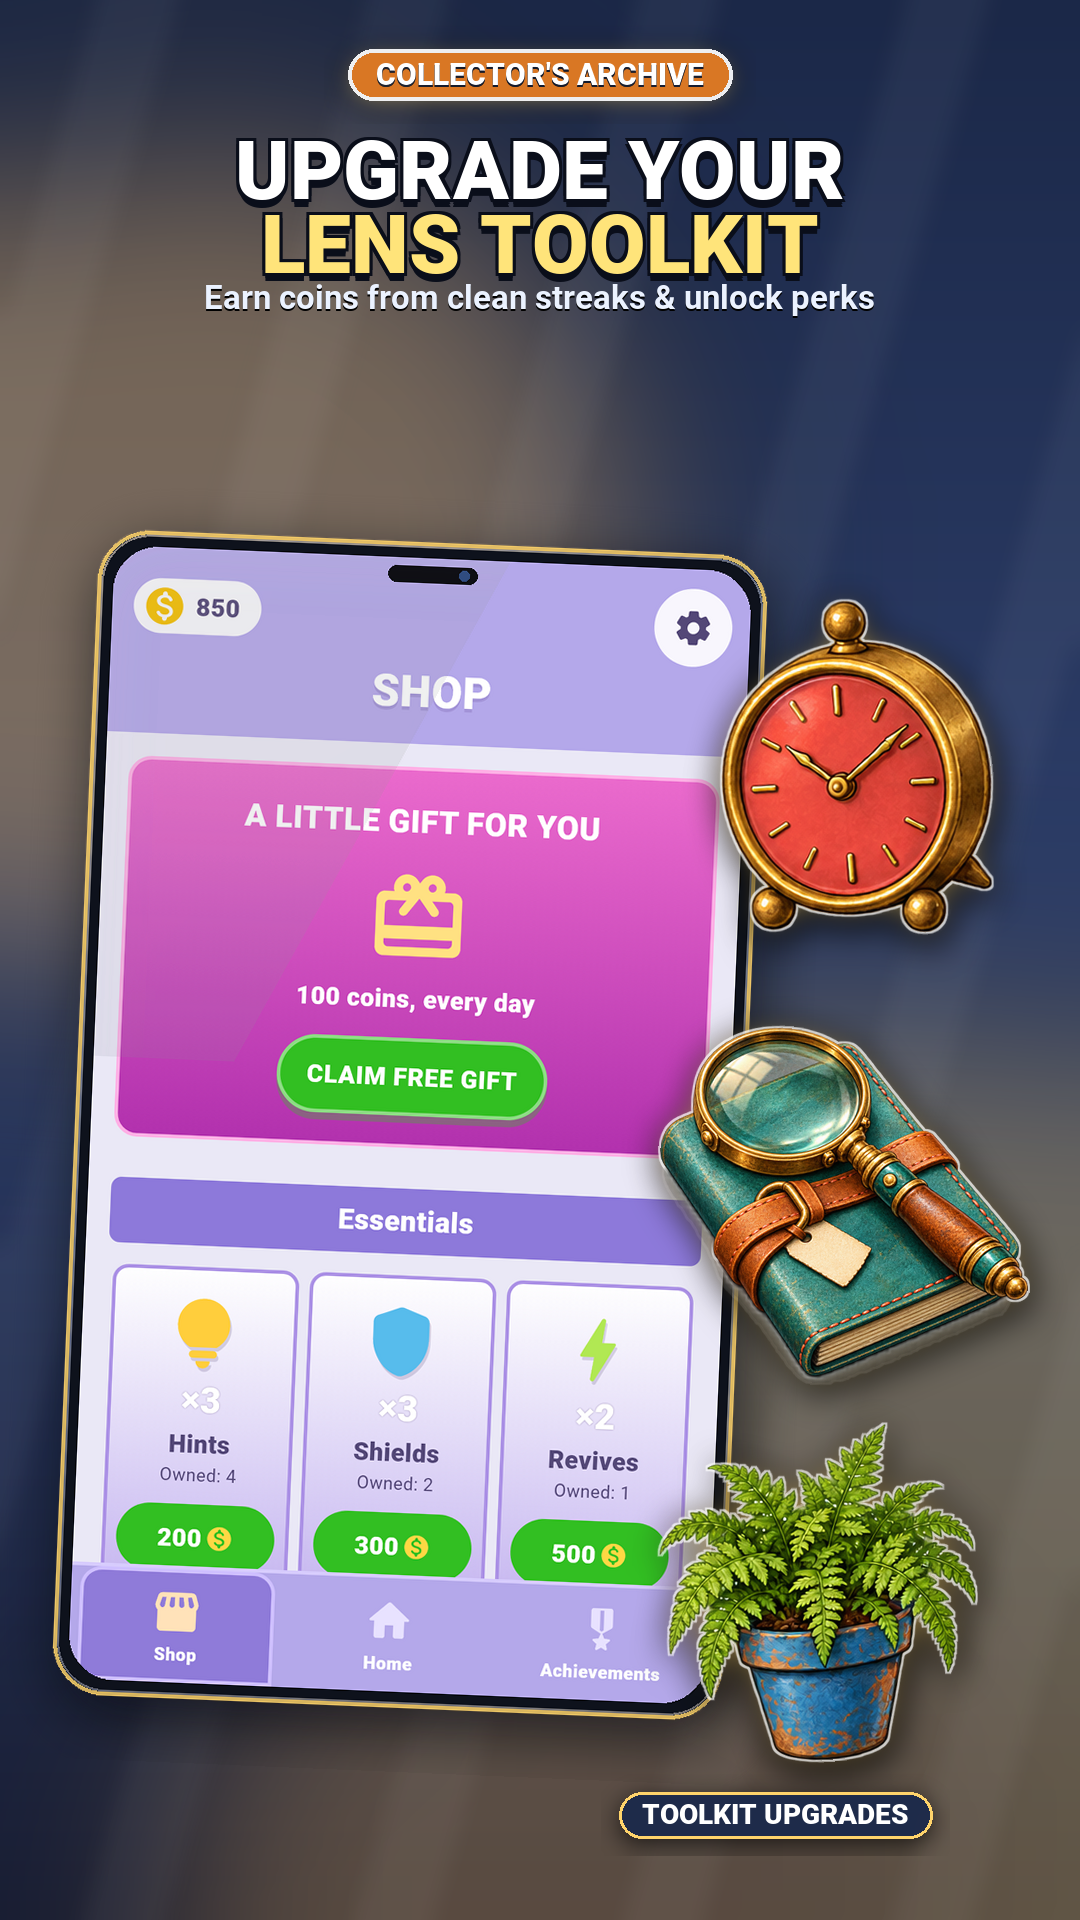 COLLECTOR'S ARCHIVE
UPGRADE YOUR
LENS TOOLKIT
Earn coins from clean streaks & unlock perks
850
SHOP
A LITTLE GIFT FOR YOU
100 coins, every day
CLAIM FREE GIFT
Essentials
×3
Hints
Owned: 4
200
×3
Shields
Owned: 2
300
×2
Revives
Owned: 1
500
Shop
Home
Achievements
TOOLKIT UPGRADES